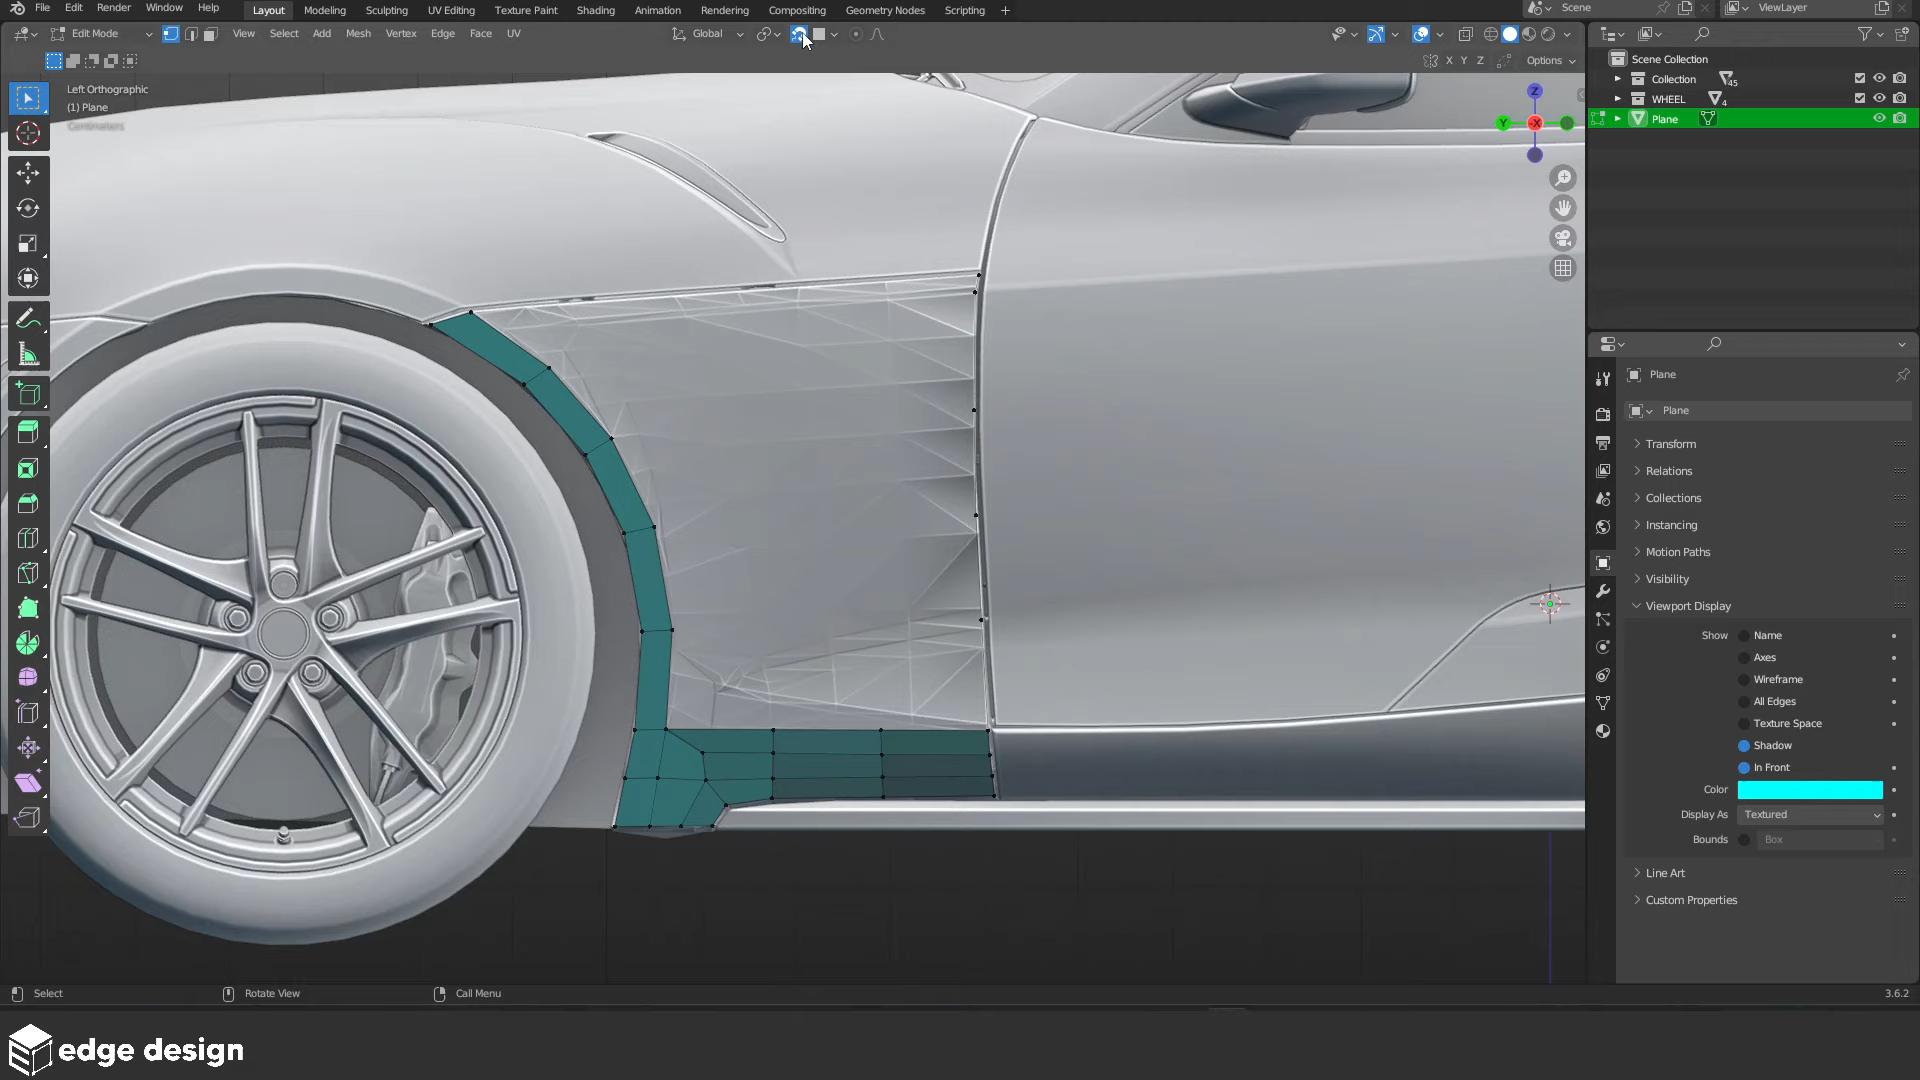 File Edit Render Window Help Layout Modeling Sculpting UV Editing Texture Paint Shading Animation Rendering Compositing Geometry Nodes Scripting + Scene ViewLayer
Edit Mode View Select Add Mesh Vertex Edge Face UV Global
X Y Z Options
Left Orthographic
(1) Plane
Centimeters
Z
Y -X
Scene Collection
Collection 45
WHEEL 4
Plane
Plane
Plane
Transform
Relations
Collections
Instancing
Motion Paths
Visibility
Viewport Display
Show Name
Axes
Wireframe
All Edges
Texture Space
Shadow
In Front
Color
Display As Textured
Bounds Box
Line Art
Custom Properties
Select Rotate View Call Menu 3.6.2
edge design